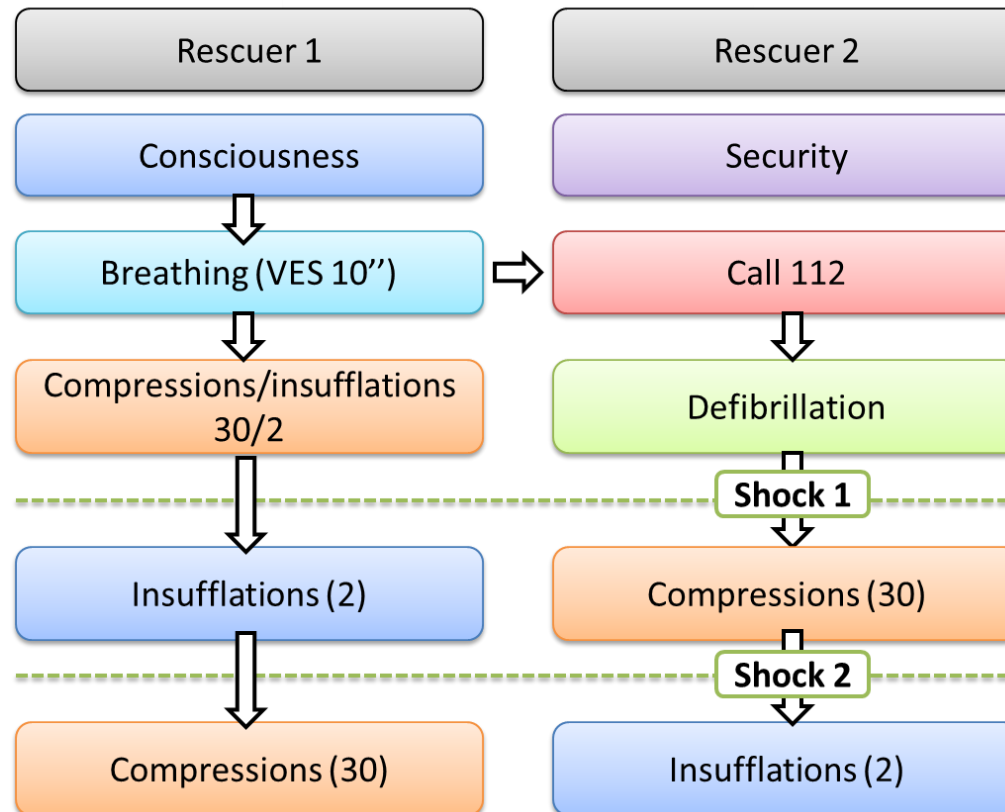 Rescuer 1
Rescuer 2
Consciousness
Security
Breathing (VES 10’’)
Call 112
Compressions/insufflations
30/2
Defibrillation
Shock 1
Insufflations (2)
Compressions (30)
Shock 2
Compressions (30)
Insufflations (2)